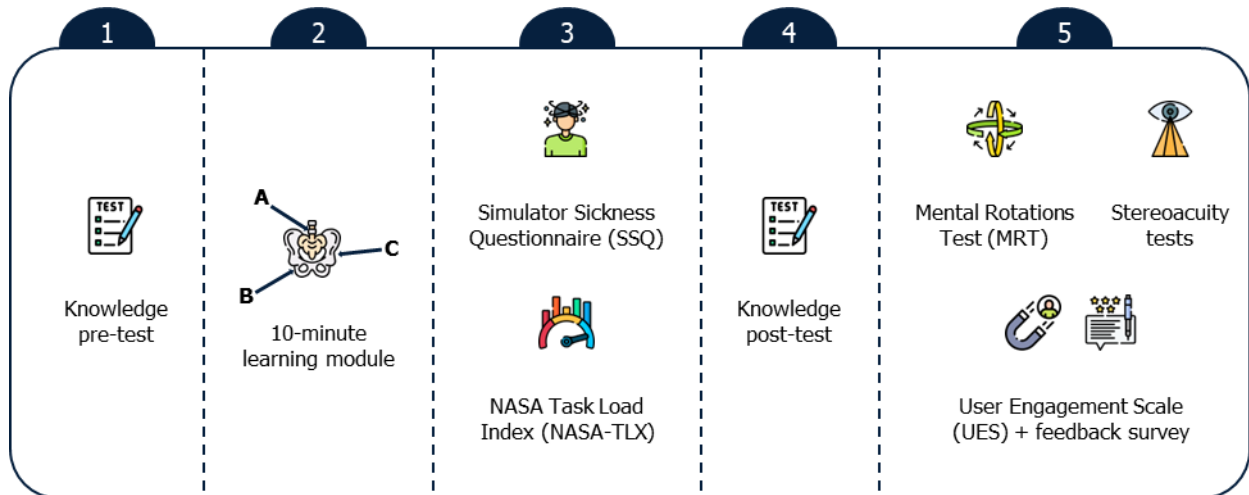 1
2
3
4
5
TEST
Knowledge
pre-test
A
B
C
10-minute
learning module
Simulator Sickness
Questionnaire (SSQ)
NASA Task Load
Index (NASA-TLX)
TEST
Knowledge
post-test
Mental Rotations
Test (MRT)
Stereoacuity
tests
User Engagement Scale
(UES) + feedback survey